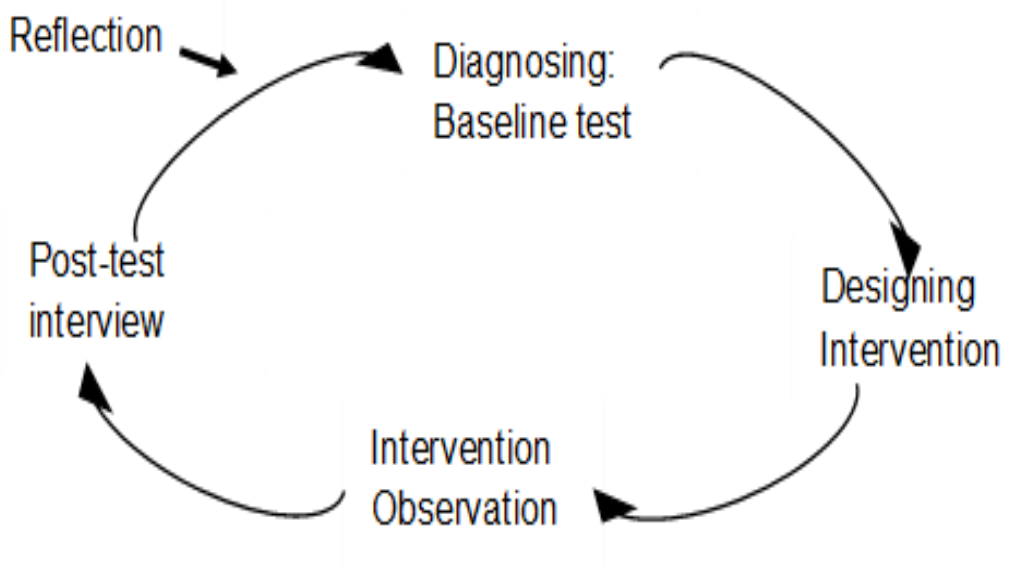 Reflection
Diagnosing:
Baseline test
Designing
Intervention
Intervention
Observation
Post-test
interview